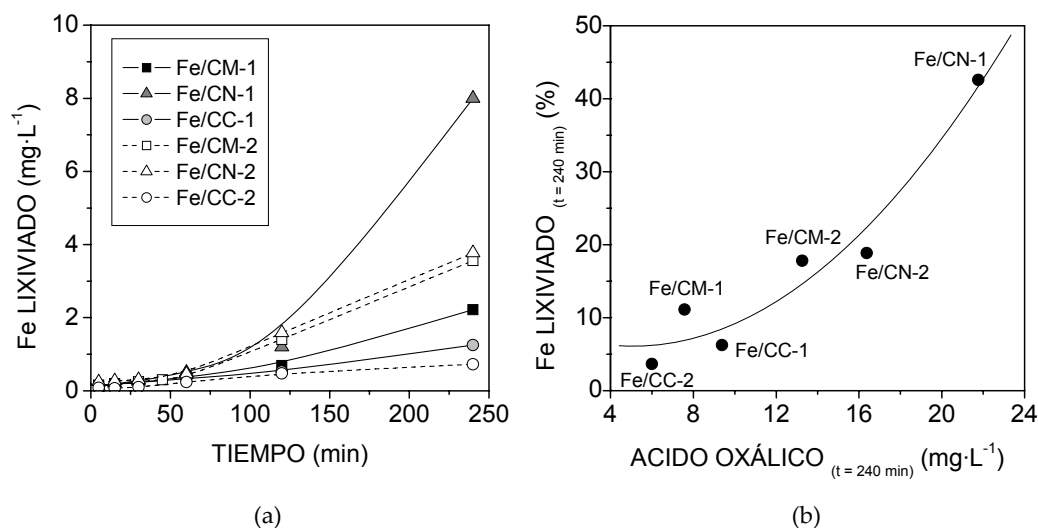 10
8
6
4
2
0
Fe LIXIVIADO (mg·L⁻¹)
Fe/CM-1
Fe/CN-1
Fe/CC-1
Fe/CM-2
Fe/CN-2
Fe/CC-2
0 50 100 150 200 250
TIEMPO (min)
(a)
50
40
30
20
10
0
Fe LIXIVIADO (t = 240 min) (%)
Fe/CN-1
Fe/CM-2
Fe/CN-2
Fe/CM-1
Fe/CC-1
Fe/CC-2
4 8 12 16 20 24
ACIDO OXÁLICO (t = 240 min) (mg·L⁻¹)
(b)